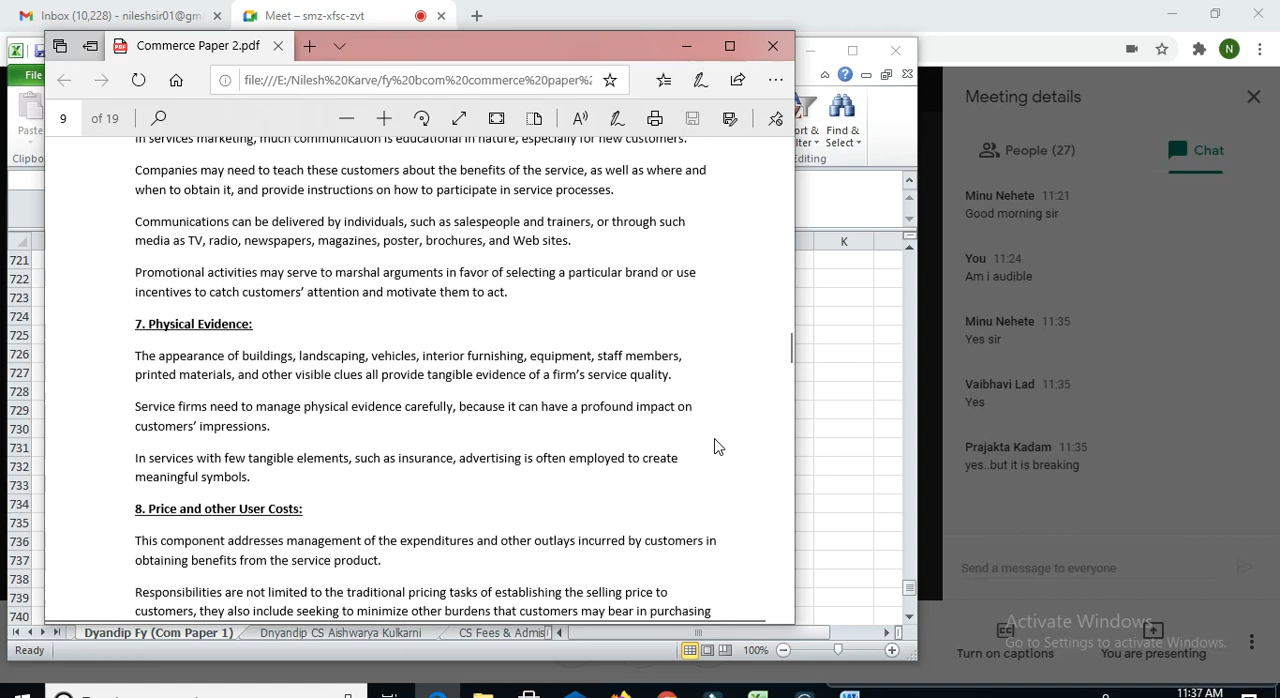 Inbox (10,228) - nileshsir01@gm
Meet – smz-xfsc-zvt
Commerce Paper 2.pdf
File
file:///E:/Nilesh%20Karve/fy%20bcom%20commerce%20paper%2
9 of 19
Paste
Clipbo
ort & Find &
lter Select
Editing
In services marketing, much communication is educational in nature, especially for new customers.
Companies may need to teach these customers about the benefits of the service, as well as where and
when to obtain it, and provide instructions on how to participate in service processes.
Communications can be delivered by individuals, such as salespeople and trainers, or through such
media as TV, radio, newspapers, magazines, poster, brochures, and Web sites.
Promotional activities may serve to marshal arguments in favor of selecting a particular brand or use
incentives to catch customers' attention and motivate them to act.
7. Physical Evidence:
The appearance of buildings, landscaping, vehicles, interior furnishing, equipment, staff members,
printed materials, and other visible clues all provide tangible evidence of a firm's service quality.
Service firms need to manage physical evidence carefully, because it can have a profound impact on
customers' impressions.
In services with few tangible elements, such as insurance, advertising is often employed to create
meaningful symbols.
8. Price and other User Costs:
This component addresses management of the expenditures and other outlays incurred by customers in
obtaining benefits from the service product.
Responsibilities are not limited to the traditional pricing tasks of establishing the selling price to
customers, they also include seeking to minimize other burdens that customers may bear in purchasing
K
721
722
723
724
725
726
727
728
729
730
731
732
733
734
735
736
737
738
739
740
Dyandip Fy (Com Paper 1) Dnyandip CS Aishwarya Kulkarni CS Fees & Admis
Ready
100%
N
Meeting details
People (27)
Chat
Minu Nehete 11:21
Good morning sir
You 11:24
Am i audible
Minu Nehete 11:35
Yes sir
Vaibhavi Lad 11:35
Yes
Prajakta Kadam 11:35
yes..but it is breaking
Send a message to everyone
Activate Windows
Go to Settings to activate Windows.
Turn on captions
You are presenting
11:37 AM